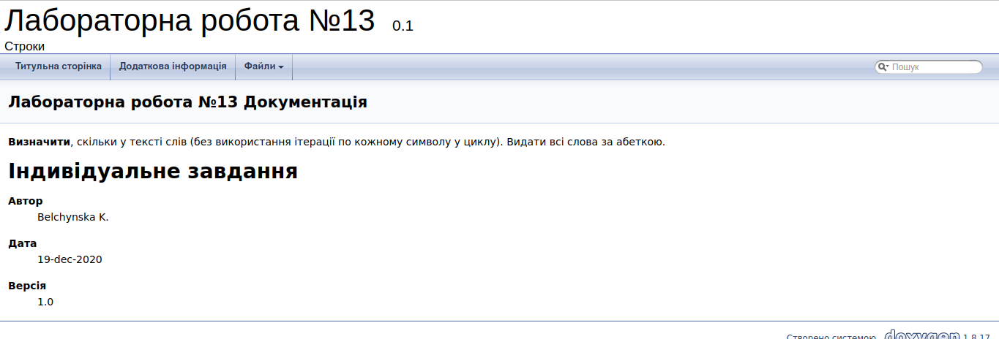 Лабораторна робота №13 0.1
Строки
Титульна сторінка Додаткова інформація Файли Пошук
Лабораторна робота №13 Документація
Визначити, скільки у тексті слів (без використання ітерації по кожному символу у циклу). Видати всі слова за абеткою.
Індивідуальне завдання
Автор
Belchynska K.
Дата
19-dec-2020
Версія
1.0
Створено системою doxygen 1.8.17